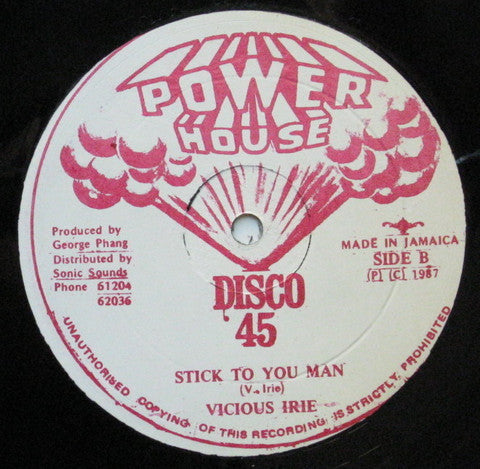 POWER
HOUSE
Produced by
George Phang
Distributed by
Sonic Sounds
Phone 61204
62036
MADE IN JAMAICA
SIDE B
(P) (C) 1987
DISCO
45
STICK TO YOU MAN
(V. Irie)
VICIOUS IRIE
UNAUTHORISED COPYING OF THIS RECORDING IS STRICTLY PROHIBITED